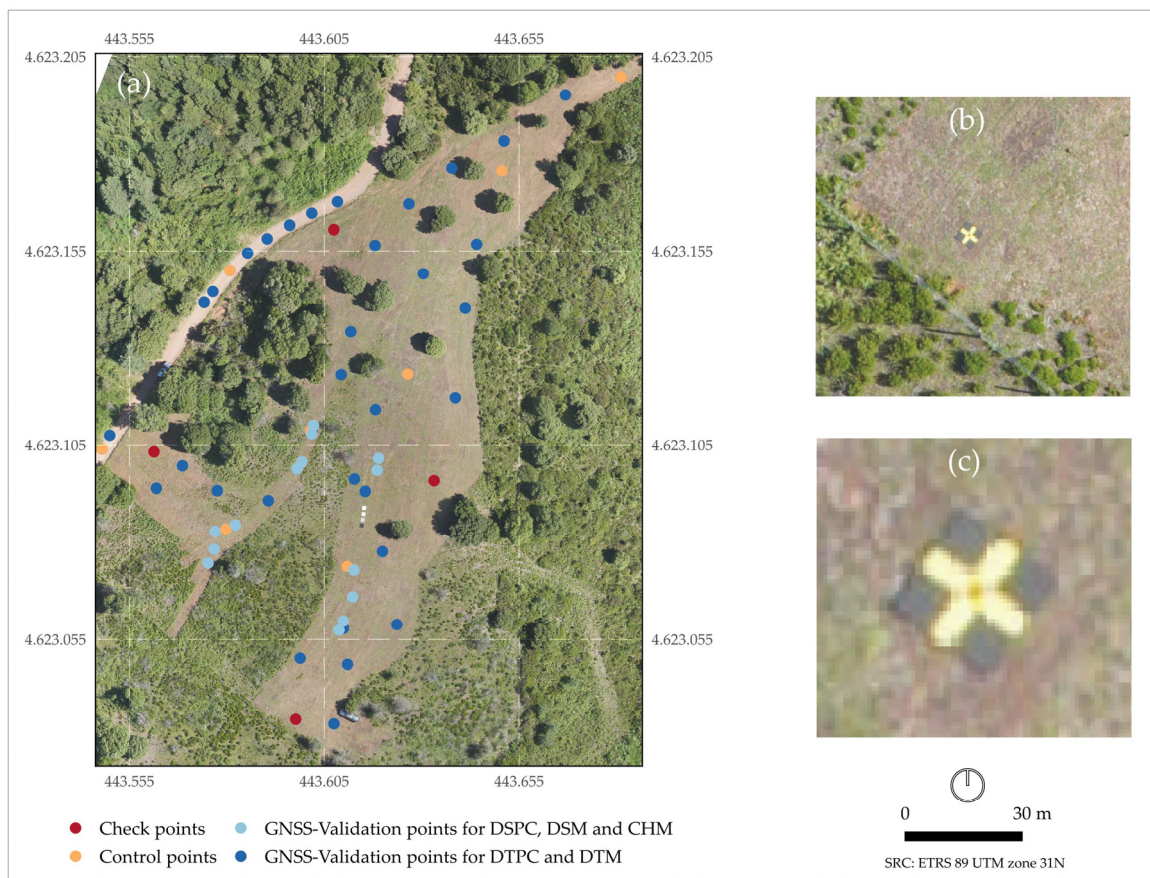 443.555 443.605 443.655
4.623.205 4.623.205
(a)
(b)
4.623.155 4.623.155
4.623.105 4.623.105
(c)
4.623.055 4.623.055
443.555 443.605 443.655
Check points GNSS-Validation points for DSPC, DSM and CHM
Control points GNSS-Validation points for DTPC and DTM
0 30 m
SRC: ETRS 89 UTM zone 31N